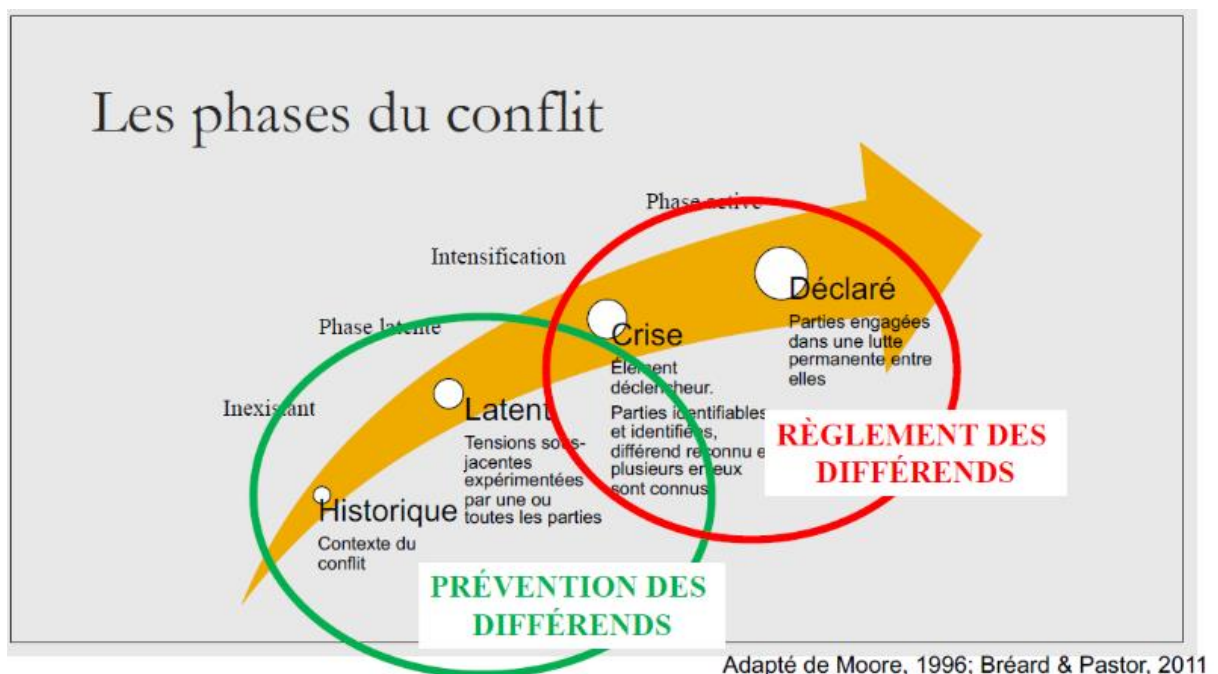 Les phases du conflit
Phase active
Intensification
Phase latente
Inexistant
Historique
Contexte du
conflit
Latent
Tensions sous-
jacentes
expérimentées
par une ou
toutes les parties
Crise
Élément
déclencheur.
Parties identifiables
et identifiées,
différend reconnu e
plusieurs enjeux
sont connus
Déclaré
Parties engagées
dans une lutte
permanente entre
elles
PRÉVENTION DES
DIFFÉRENDS
RÈGLEMENT DES
DIFFÉRENDS
Adapté de Moore, 1996; Bréard & Pastor, 2011